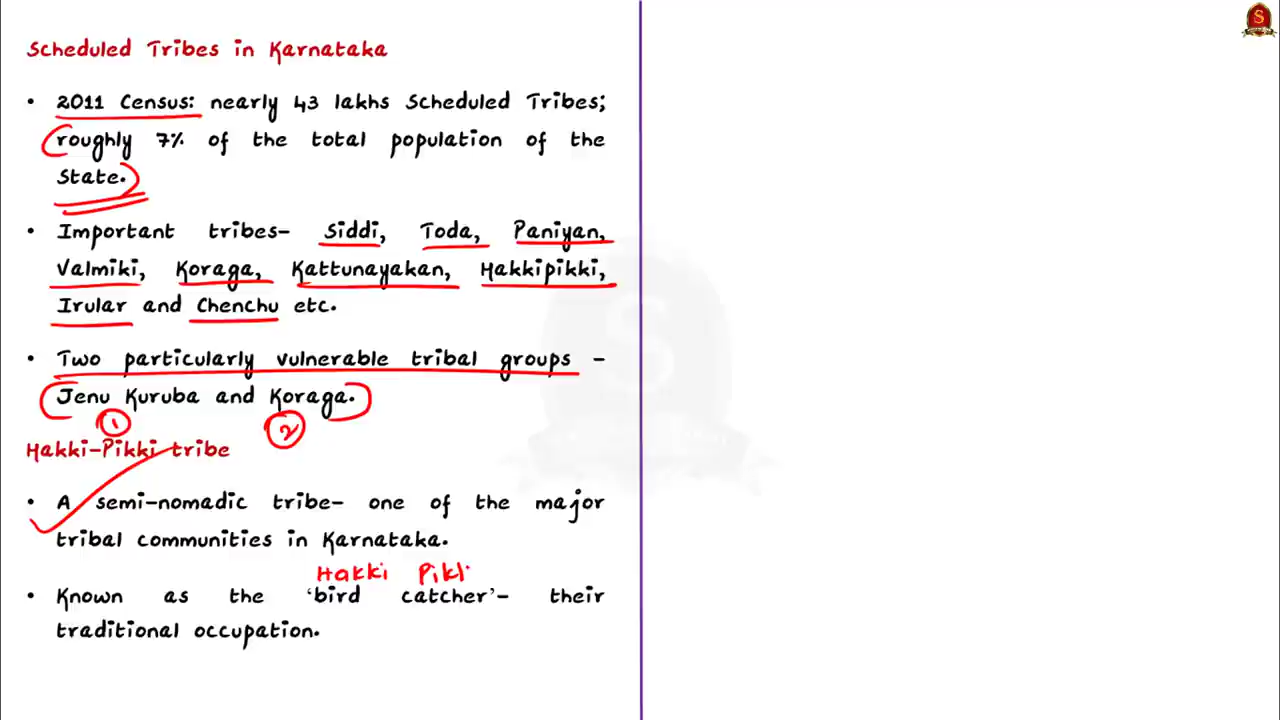 Scheduled Tribes in Karnataka
• 2011 Census: nearly 43 lakhs Scheduled Tribes;
roughly 7% of the total population of the
State.
• Important tribes- Siddi, Toda, Paniyan,
Valmiki, Koraga, Kattunayakan, Hakkipikki,
Irular and Chenchu etc.
• Two particularly vulnerable tribal groups -
Jenu Kuruba and Koraga.
1 2
Hakki-Pikki tribe
• A semi-nomadic tribe- one of the major
tribal communities in Karnataka.
Hakki
• Known as the 'bird catcher'- their
traditional occupation.